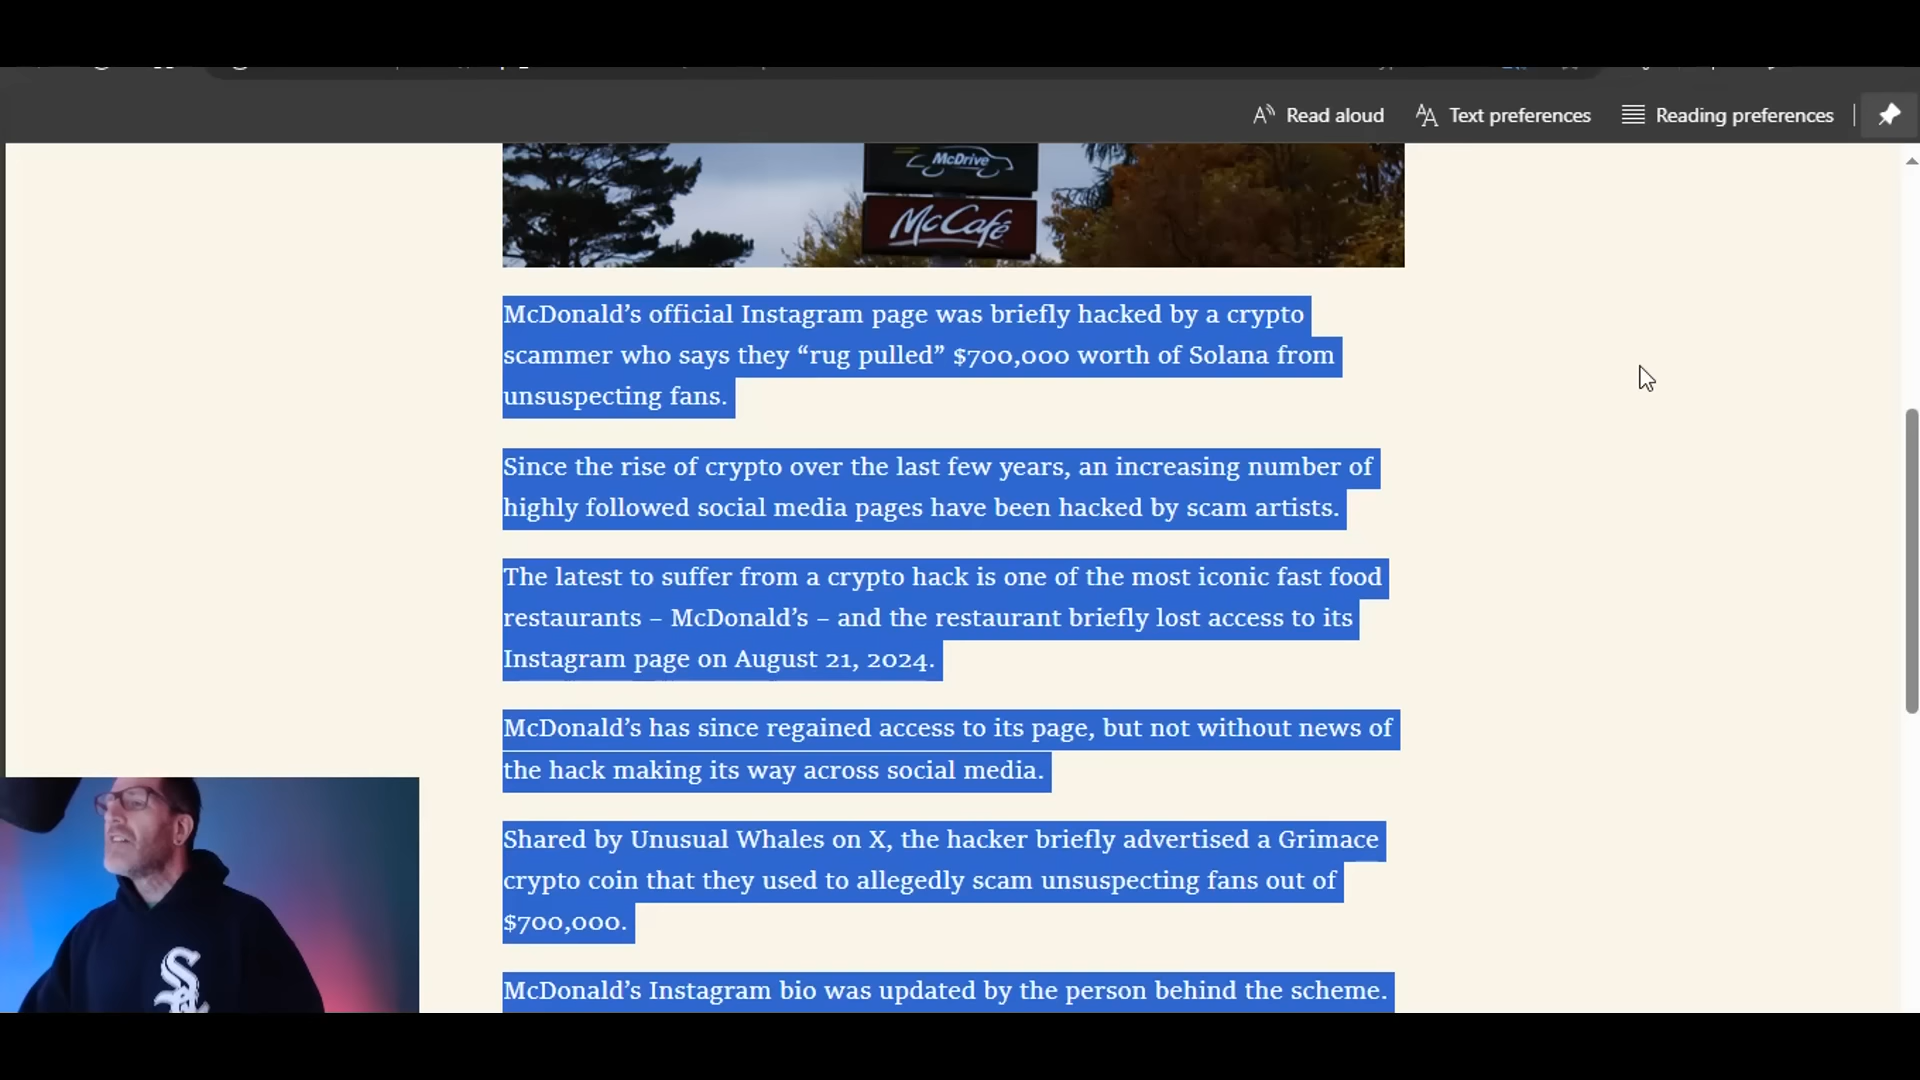 Read aloud
Text preferences
Reading preferences
McDrive
McCafé
McDonald’s official Instagram page was briefly hacked by a crypto
scammer who says they “rug pulled” $700,000 worth of Solana from
unsuspecting fans.
Since the rise of crypto over the last few years, an increasing number of
highly followed social media pages have been hacked by scam artists.
The latest to suffer from a crypto hack is one of the most iconic fast food
restaurants – McDonald’s – and the restaurant briefly lost access to its
Instagram page on August 21, 2024.
McDonald’s has since regained access to its page, but not without news of
the hack making its way across social media.
Shared by Unusual Whales on X, the hacker briefly advertised a Grimace
crypto coin that they used to allegedly scam unsuspecting fans out of
$700,000.
McDonald’s Instagram bio was updated by the person behind the scheme.
Sox